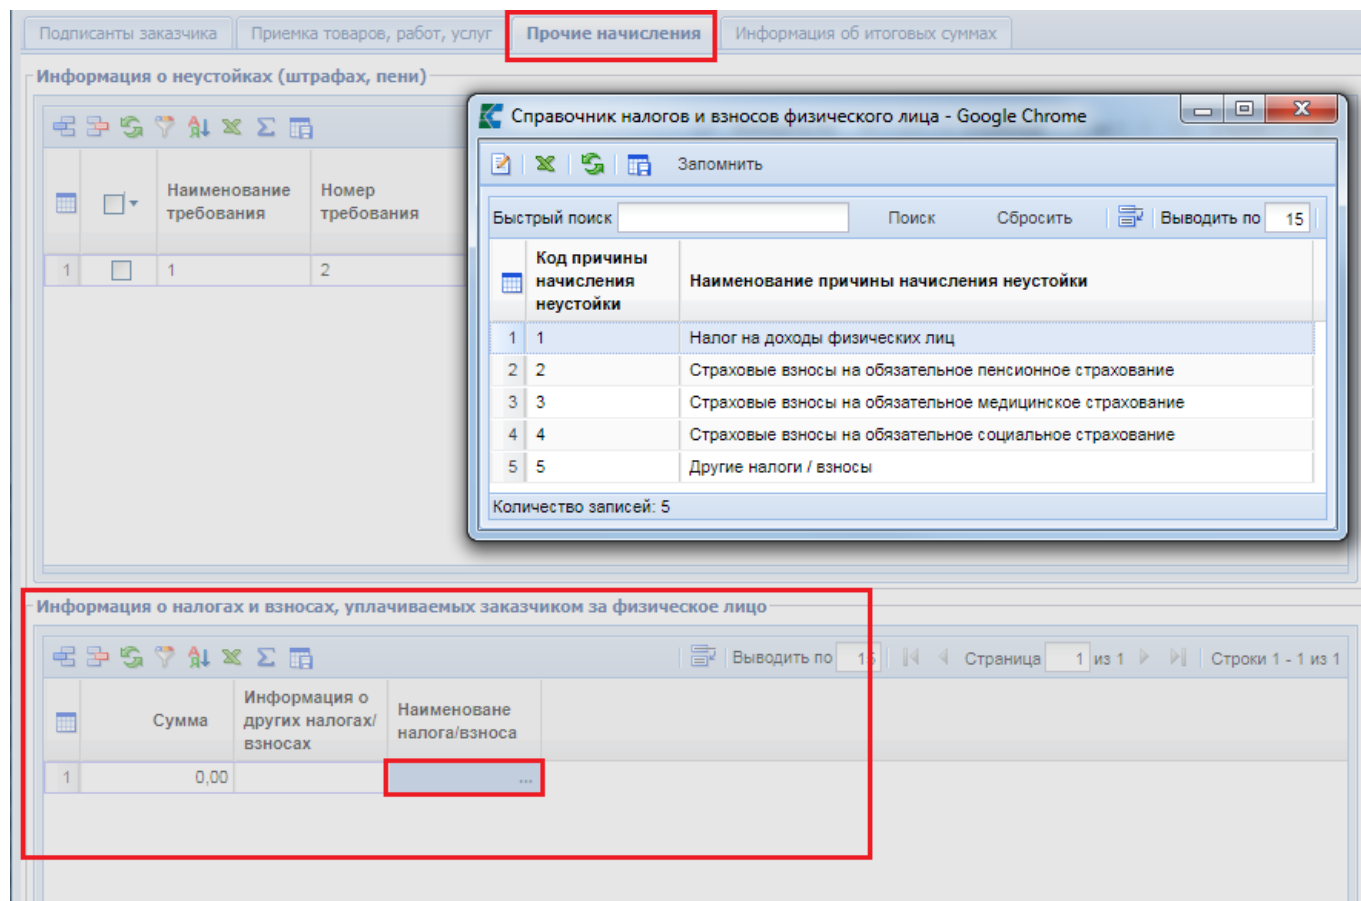 Подписанты заказчика Приемка товаров, работ, услуг Прочие начисления Информация об итоговых суммах
Информация о неустойках (штрафах, пени)
Наименование требования
Номер требования
1 1 2
Справочник налогов и взносов физического лица - Google Chrome
Запомнить
Быстрый поиск Поиск Сбросить Выводить по 15
Код причины начисления неустойки
Наименование причины начисления неустойки
1 1 Налог на доходы физических лиц
2 2 Страховые взносы на обязательное пенсионное страхование
3 3 Страховые взносы на обязательное медицинское страхование
4 4 Страховые взносы на обязательное социальное страхование
5 5 Другие налоги / взносы
Количество записей: 5
Информация о налогах и взносах, уплачиваемых заказчиком за физическое лицо
Выводить по 15 Страница 1 из 1 Строки 1 - 1 из 1
Сумма
Информация о других налогах/ взносах
Наименоване налога/взноса
1 0,00 ...